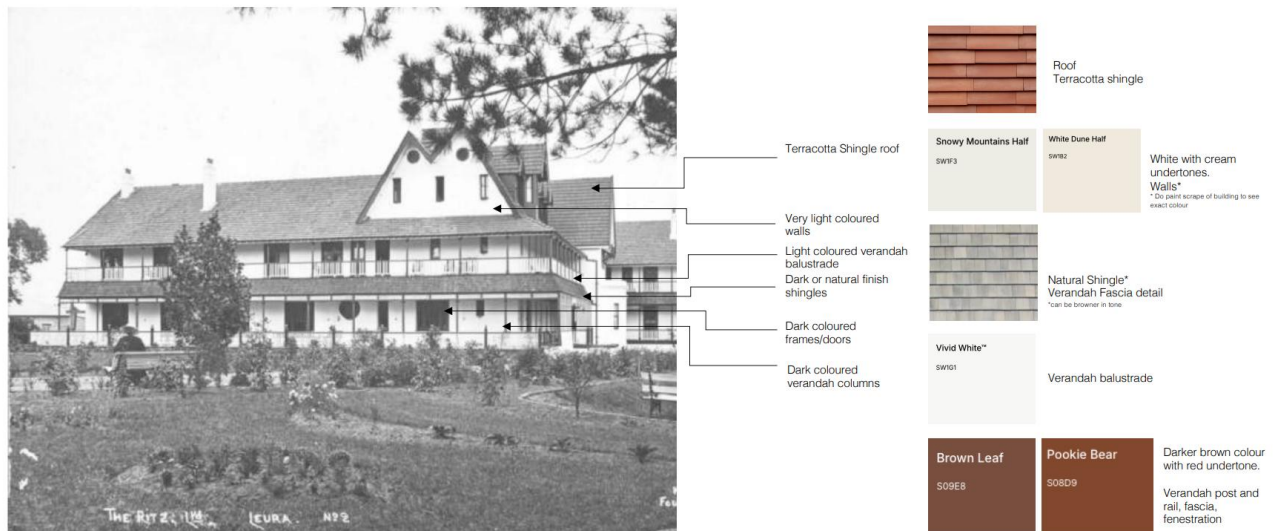 Terracotta Shingle roof
Very light coloured
walls
Light coloured verandah
balustrade
Dark or natural finish
shingles
Dark coloured
frames/doors
Dark coloured
verandah columns
THE RITZ
LEURA. Nº2
Roof
Terracotta shingle
Snowy Mountains Half
SW1F3
White Dune Half
SW1B2
White with cream
undertones.
Walls*
* Do paint scrape of building to see
exact colour
Natural Shingle*
Verandah Fascia detail
*can be browner in tone
Vivid White™
SW1G1
Verandah balustrade
Brown Leaf
S09E8
Pookie Bear
S08D9
Darker brown colour
with red undertone.
Verandah post and
rail, fascia,
fenestration